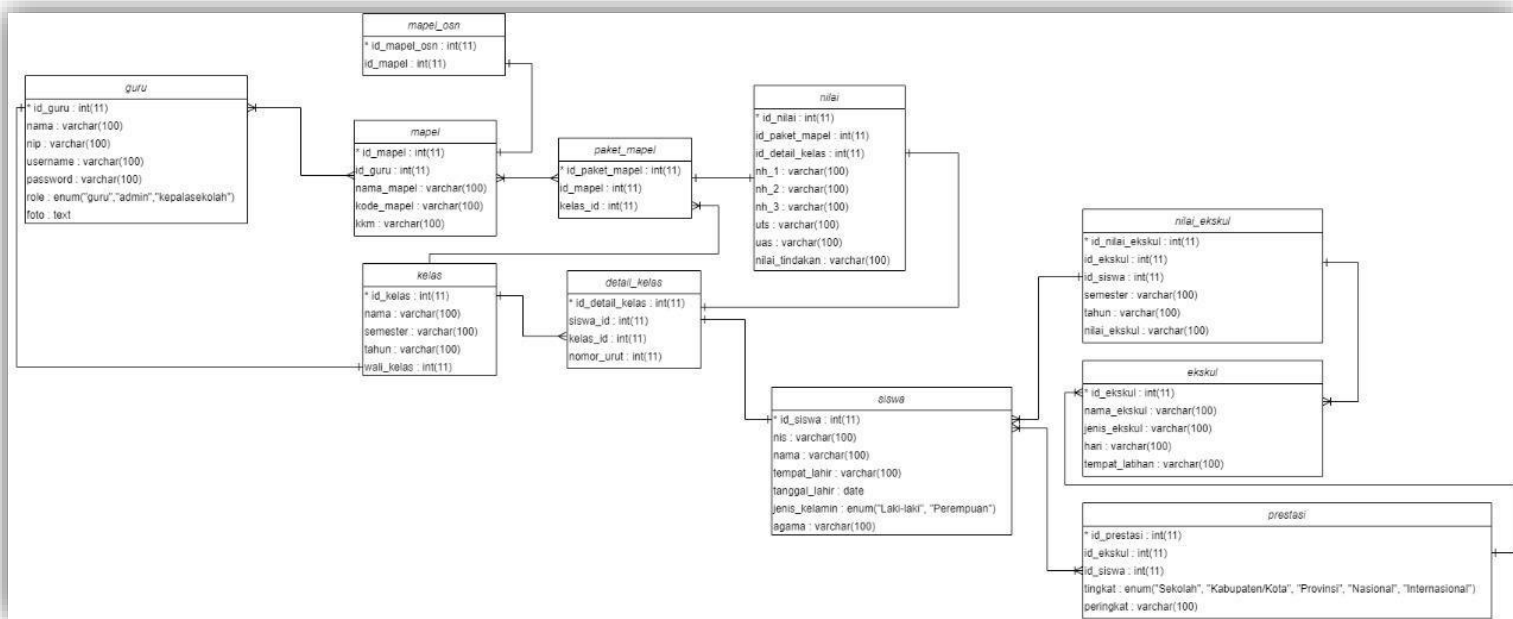 mapel_osn
* id_mapel_osn : int(11)
id_mapel : int(11)
guru
* id_guru : int(11)
nama : varchar(100)
nip : varchar(100)
username : varchar(100)
password : varchar(100)
role : enum("guru","admin","kepalasekolah")
foto : text
mapel
* id_mapel : int(11)
id_guru : int(11)
nama_mapel : varchar(100)
kode_mapel : varchar(100)
kkm : varchar(100)
paket_mapel
* id_paket_mapel : int(11)
id_mapel : int(11)
kelas_id : int(11)
nilai
* id_nilai : int(11)
id_paket_mapel : int(11)
id_detail_kelas : int(11)
nh_1 : varchar(100)
nh_2 : varchar(100)
nh_3 : varchar(100)
uts : varchar(100)
uas : varchar(100)
nilai_tindakan : varchar(100)
kelas
* id_kelas : int(11)
nama : varchar(100)
semester : varchar(100)
tahun : varchar(100)
wali_kelas : int(11)
detail_kelas
* id_detail_kelas : int(11)
siswa_id : int(11)
kelas_id : int(11)
nomor_urut : int(11)
nilai_ekskul
* id_nilai_ekskul : int(11)
id_ekskul : int(11)
id_siswa : int(11)
semester : varchar(100)
tahun : varchar(100)
nilai_ekskul : varchar(100)
ekskul
* id_ekskul : int(11)
nama_ekskul : varchar(100)
jenis_ekskul : varchar(100)
hari : varchar(100)
tempat_latihan : varchar(100)
siswa
* id_siswa : int(11)
nis : varchar(100)
nama : varchar(100)
tempat_lahir : varchar(100)
tanggal_lahir : date
jenis_kelamin : enum("Laki-laki", "Perempuan")
agama : varchar(100)
prestasi
* id_prestasi : int(11)
id_ekskul : int(11)
id_siswa : int(11)
tingkat : enum("Sekolah", "Kabupaten/Kota", "Provinsi", "Nasional", "Internasional")
peringkat : varchar(100)